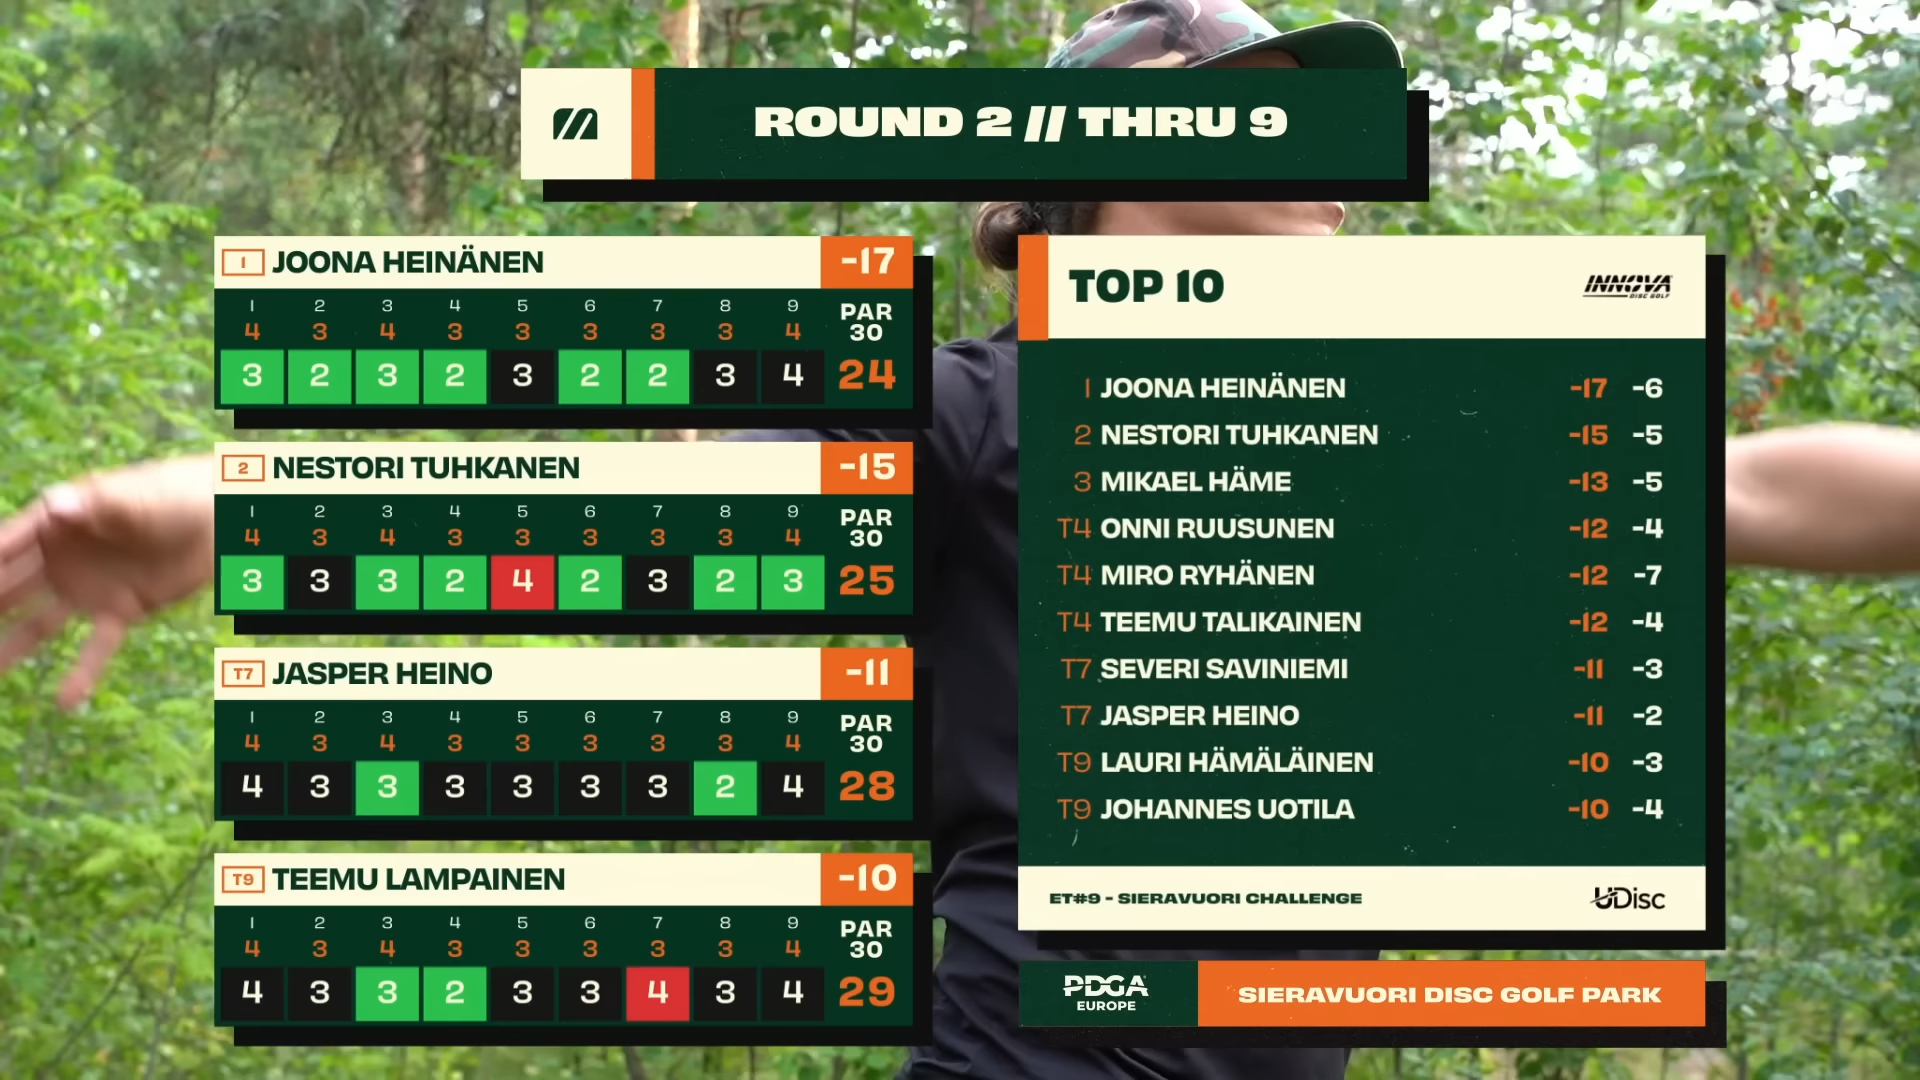 ROUND 2 // THRU 9
1 JOONA HEINÄNEN -17
1 2 3 4 5 6 7 8 9 PAR
4 3 4 3 3 3 3 3 4 30
3 2 3 2 3 2 2 3 4 24
2 NESTORI TUHKANEN -15
1 2 3 4 5 6 7 8 9 PAR
4 3 4 3 3 3 3 3 4 30
3 3 3 2 4 2 3 2 3 25
T7 JASPER HEINO -11
1 2 3 4 5 6 7 8 9 PAR
4 3 4 3 3 3 3 3 4 30
4 3 3 3 3 3 3 2 4 28
T9 TEEMU LAMPAINEN -10
1 2 3 4 5 6 7 8 9 PAR
4 3 4 3 3 3 3 3 4 30
4 3 3 2 3 3 4 3 4 29
TOP 10
INNOVA
DISC GOLF
1 JOONA HEINÄNEN -17 -6
2 NESTORI TUHKANEN -15 -5
3 MIKAEL HÄME -13 -5
T4 ONNI RUUSUNEN -12 -4
T4 MIRO RYHÄNEN -12 -7
T4 TEEMU TALIKAINEN -12 -4
T7 SEVERI SAVINIEMI -11 -3
T7 JASPER HEINO -11 -2
T9 LAURI HÄMÄLÄINEN -10 -3
T9 JOHANNES UOTILA -10 -4
ET#9 - SIERAVUORI CHALLENGE
UDisc
PDGA
EUROPE
SIERAVUORI DISC GOLF PARK